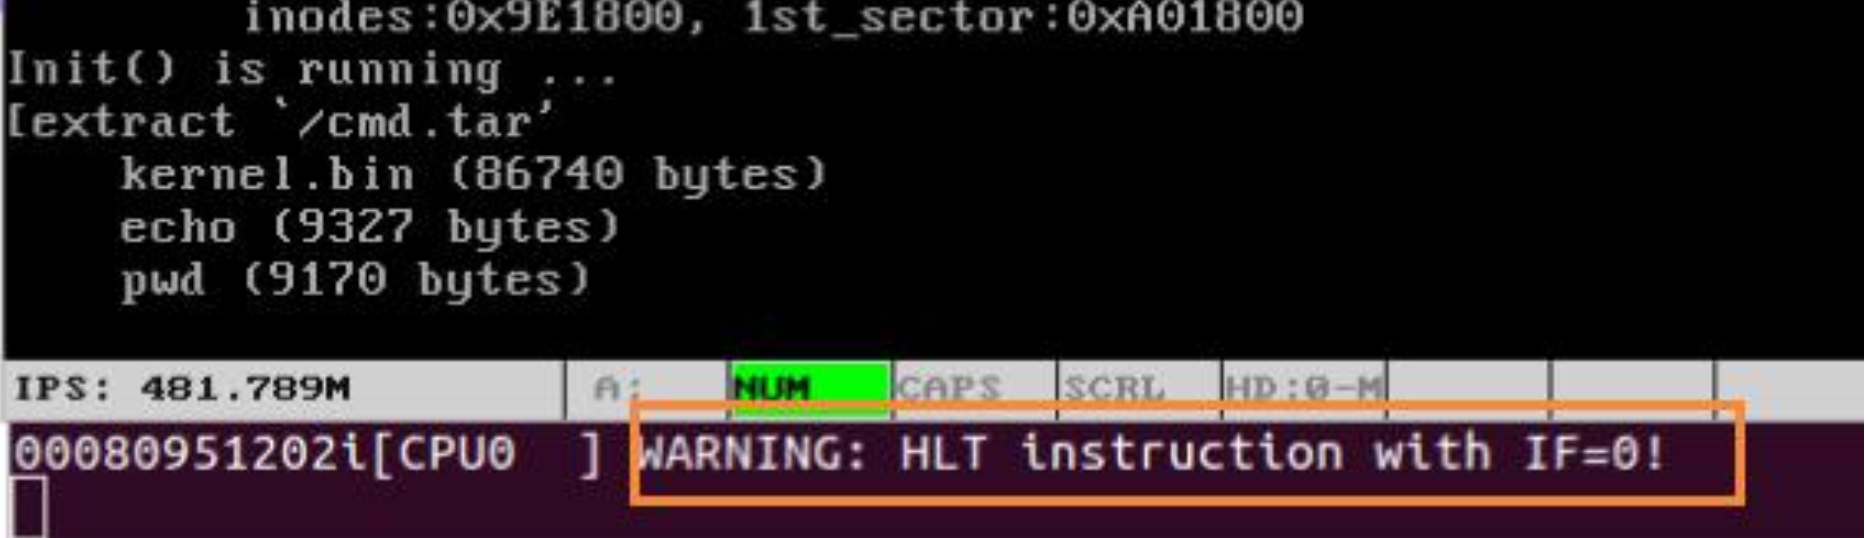 inodes:0x9E1800, 1st_sector:0xA01800
Init() is running ...
[extract `/cmd.tar'
kernel.bin (86740 bytes)
echo (9327 bytes)
pwd (9170 bytes)
IPS: 481.789M A: NUM CAPS SCRL HD:0-M
00080951202i[CPU0  ] WARNING: HLT instruction with IF=0!